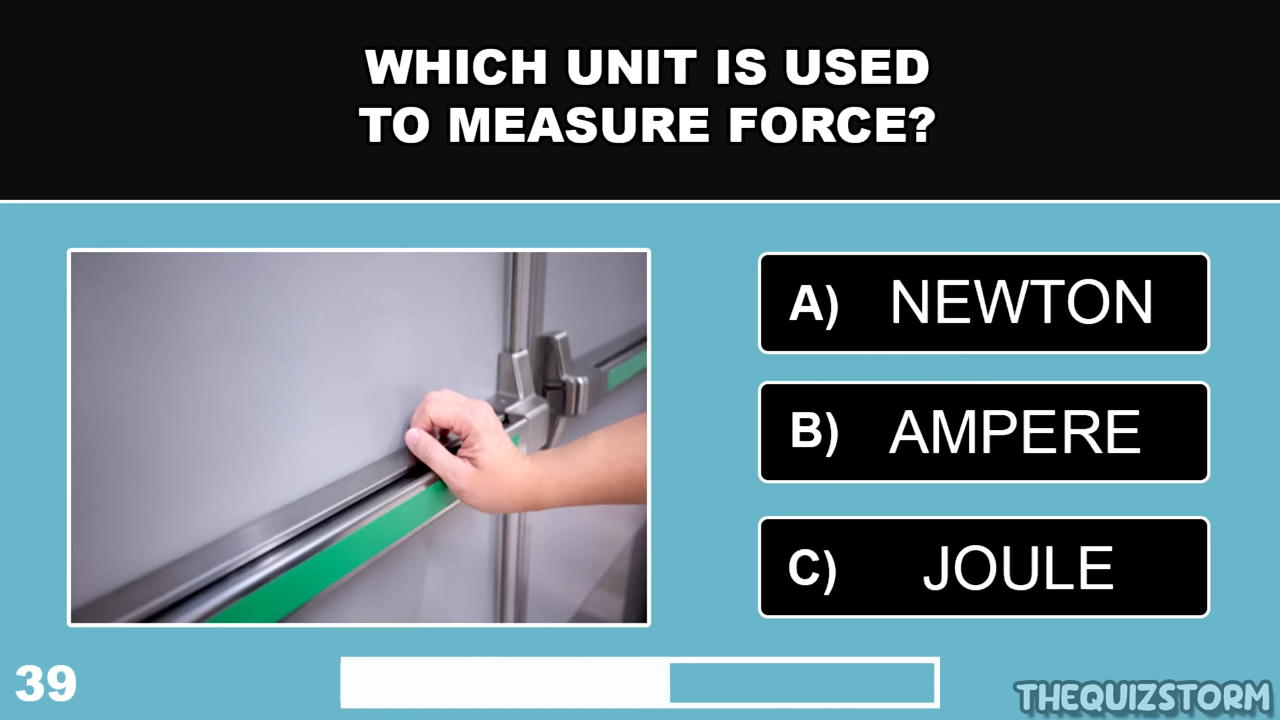 WHICH UNIT IS USED
TO MEASURE FORCE?
A) NEWTON
B) AMPERE
C) JOULE
39
THEQUIZSTORM